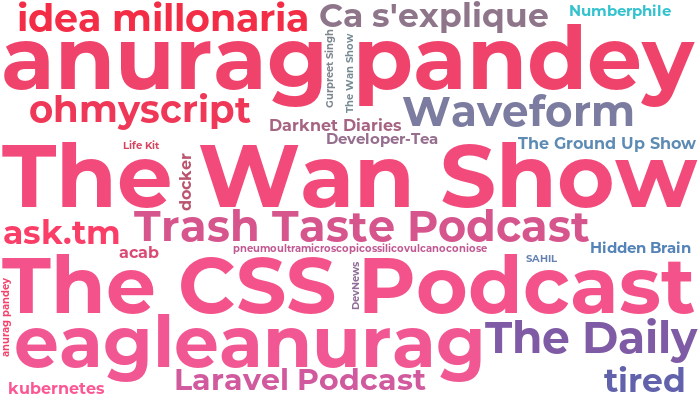 idea millonaria
Ca s'explique
Numberphile
anurag pandey
Gurpreet Singh
The Wan Show
ohmyscript
Waveform
Darknet Diaries
Developer-Tea
The Ground Up Show
Life Kit
docker
The Wan Show
ask.tm
Trash Taste Podcast
acab
pneumoultramicroscopicossilicovulcanoconiose
Hidden Brain
SAHIL
The CSS Podcast
DevNews
anurag pandey
eagleanurag
The Daily
kubernetes
Laravel Podcast
tired